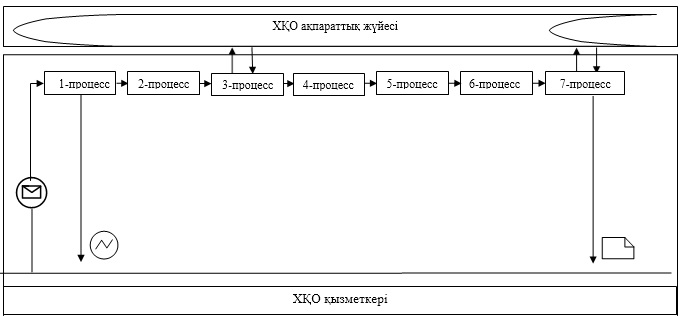 ХҚО ақпараттық жүйесі
1-процесс
2-процесс
3-процесс
4-процесс
5-процесс
6-процесс
7-процесс
ХҚО қызметкері